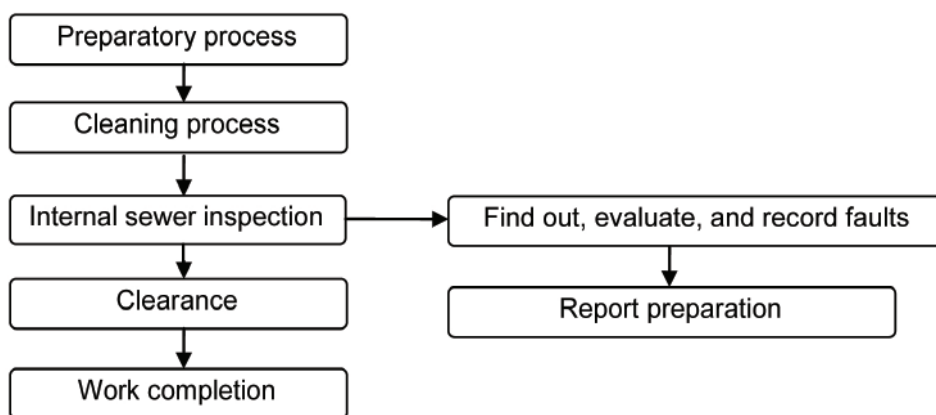 Preparatory process
Cleaning process
Internal sewer inspection
Find out, evaluate, and record faults
Clearance
Report preparation
Work completion